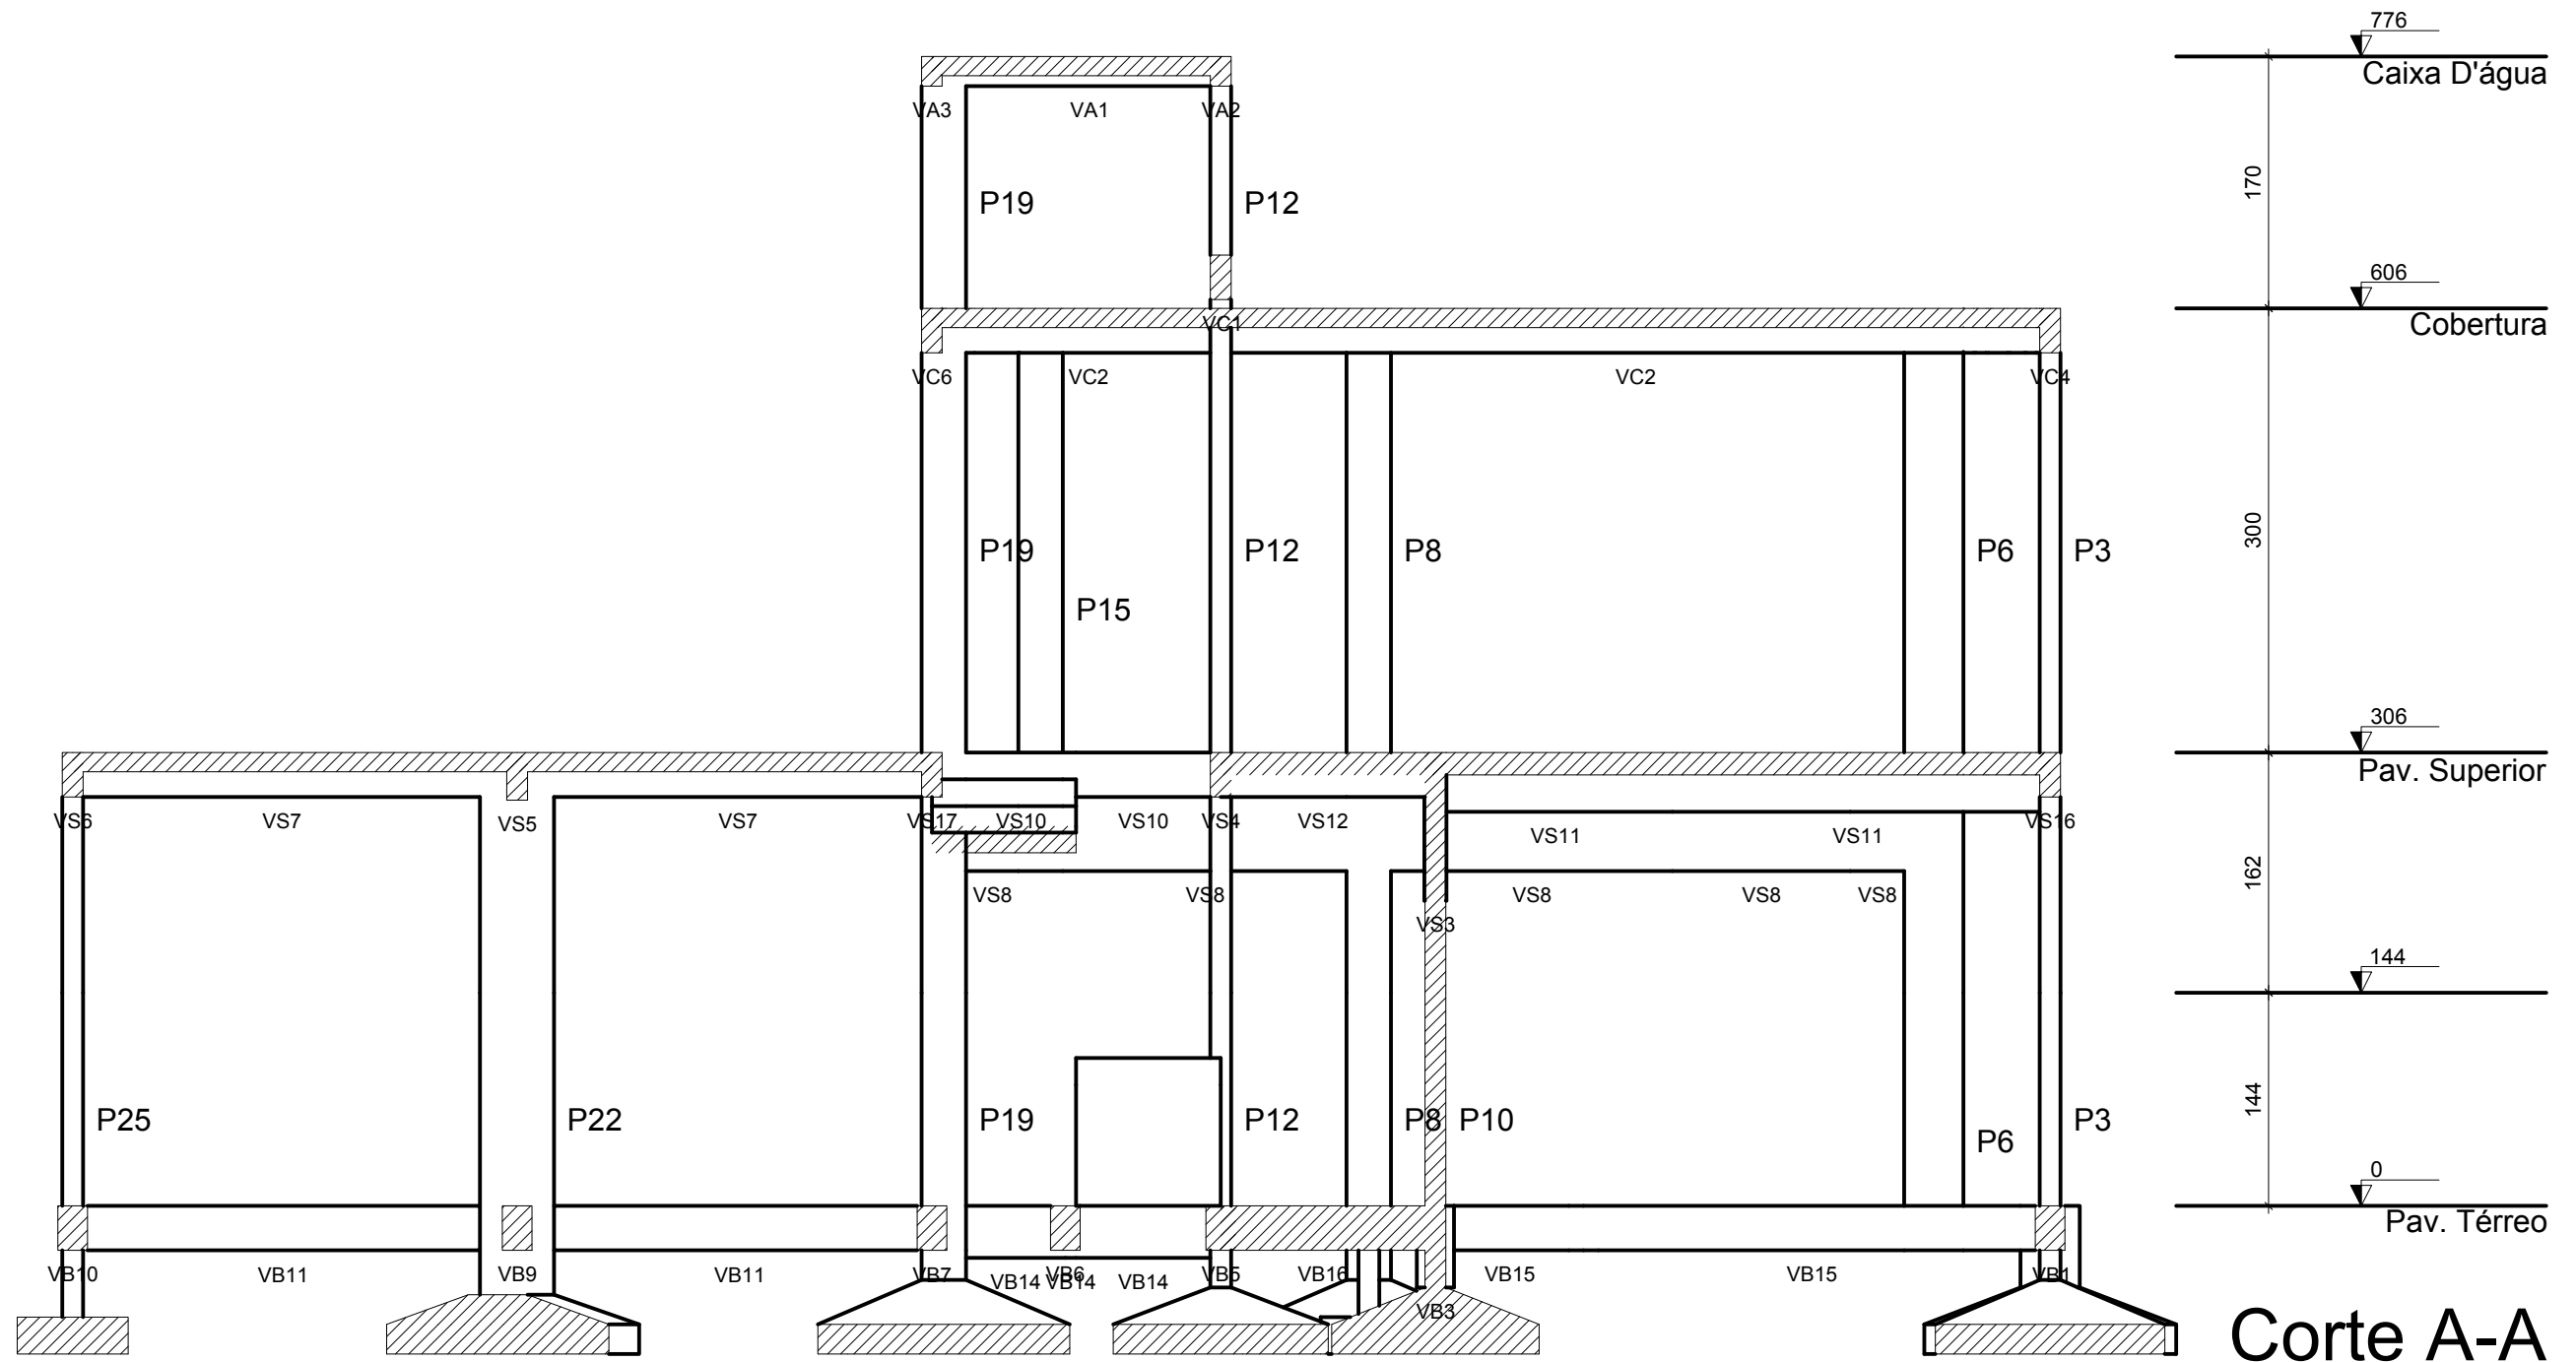 776
Caixa D'água
VA3 VA1 VA2
170
P19 P12
606
Cobertura
VC1
VC6 VC2 VC2 VC4
300
P19 P12 P8 P6 P3
P15
306
Pav. Superior
VS6 VS7 VS5 VS7 VS17 VS10 VS10 VS4 VS12 VS11 VS11 VS16
162
VS8 VS8 VS8 VS8 VS8
VS3
144
144
P25 P22 P19 P12 P8 P10 P6 P3
0
Pav. Térreo
VB10 VB11 VB9 VB11 VB7 VB14 VB6 VB14 VB14 VB5 VB16 VB15 VB15 VB1
VB3
Corte A-A